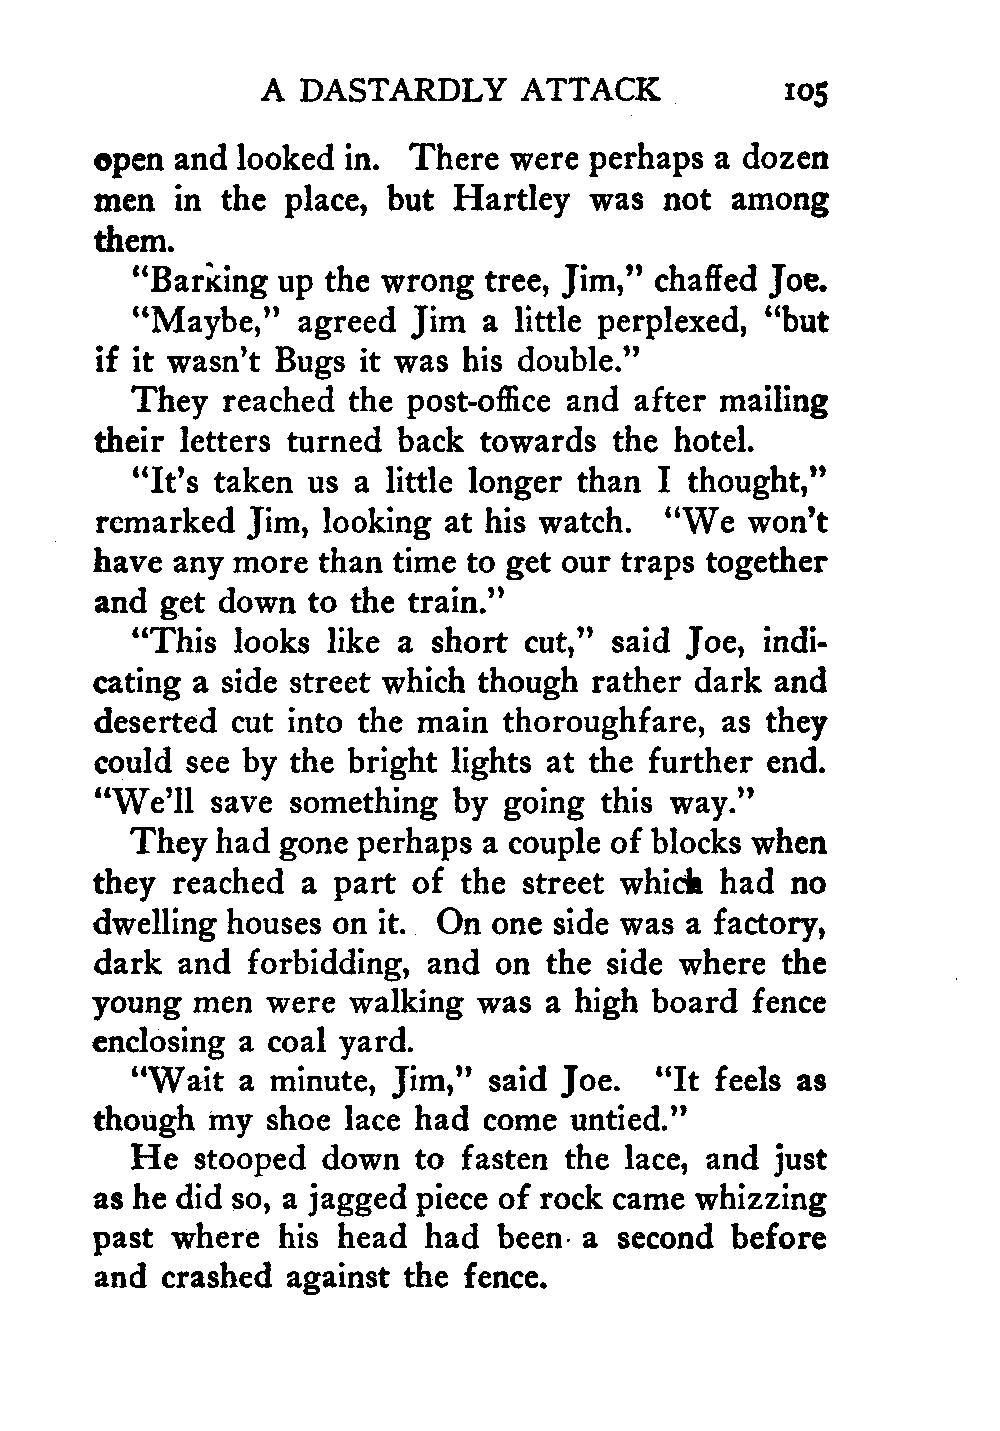 A DASTARDLY ATTACK 105
open and looked in. There were perhaps a dozen
men in the place, but Hartley was not among
them.
"Barking up the wrong tree, Jim," chaffed Joe.
"Maybe," agreed Jim a little perplexed, "but
if it wasn't Bugs it was his double."
They reached the post-office and after mailing
their letters turned back towards the hotel.
"It's taken us a little longer than I thought,"
remarked Jim, looking at his watch. "We won't
have any more than time to get our traps together
and get down to the train."
"This looks like a short cut," said Joe, indi-
cating a side street which though rather dark and
deserted cut into the main thoroughfare, as they
could see by the bright lights at the further end.
"We'll save something by going this way."
They had gone perhaps a couple of blocks when
they reached a part of the street which had no
dwelling houses on it. On one side was a factory,
dark and forbidding, and on the side where the
young men were walking was a high board fence
enclosing a coal yard.
"Wait a minute, Jim," said Joe. "It feels as
though my shoe lace had come untied."
He stooped down to fasten the lace, and just
as he did so, a jagged piece of rock came whizzing
past where his head had been a second before
and crashed against the fence.